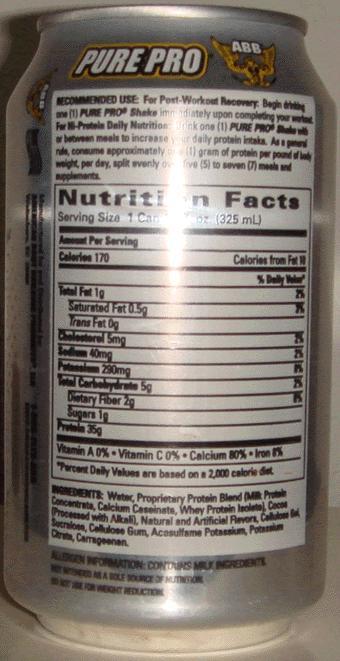 PURE PRO
ABB
RECOMMENDED USE: For Post-Workout Recovery: Begin drinking
one (1) PURE PRO® Shake immediately upon completing your workout.
For Hi-Protein Daily Nutrition: Drink one (1) PURE PRO® Shake with
or between meals to increase your daily protein intake. As a general
rule, consume approximately one (1) gram of protein per pound of body
weight, per day, split evenly over five (5) to seven (7) meals and
supplements.
Nutrition Facts
Serving Size 1 Can oz. (325 mL)
Amount Per Serving
Calories 170 Calories from Fat 10
% Daily Value*
Total Fat 1g 2%
Saturated Fat 0.5g 3%
Trans Fat 0g
Cholesterol 5mg 2%
Sodium 40mg 2%
Potassium 290mg 8%
Total Carbohydrate 5g 2%
Dietary Fiber 2g 8%
Sugars 1g
Protein 35g
Vitamin A 0% • Vitamin C 0% • Calcium 80% • Iron 8%
*Percent Daily Values are based on a 2,000 calorie diet.
INGREDIENTS: Water, Proprietary Protein Blend (Milk Protein
Concentrate, Calcium Caseinate, Whey Protein Isolate), Cocoa
(Processed with Alkali), Natural and Artificial Flavors, Cellulose Gel,
Sucralose, Cellulose Gum, Acesulfame Potassium, Potassium
Citrate, Carrageenan.
ALLERGEN INFORMATION: CONTAINS MILK INGREDIENTS.
NOT INTENDED AS A SOLE SOURCE OF NUTRITION.
DO NOT USE FOR WEIGHT REDUCTION.